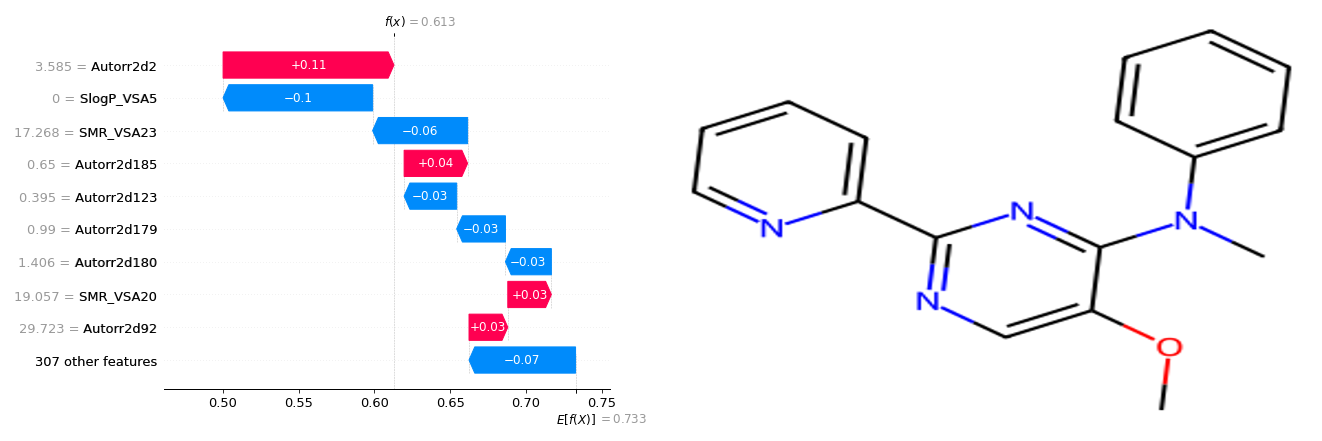 f(x) = 0.613
3.585 = Autorr2d2
+0.11
0 = SlogP_VSA5
−0.1
17.268 = SMR_VSA23
−0.06
0.65 = Autorr2d185
+0.04
0.395 = Autorr2d123
−0.03
0.99 = Autorr2d179
−0.03
1.406 = Autorr2d180
−0.03
19.057 = SMR_VSA20
+0.03
29.723 = Autorr2d92
+0.03
307 other features
−0.07
0.50 0.55 0.60 0.65 0.70 0.75
E[f(X)] = 0.733
N
N
N
N
O